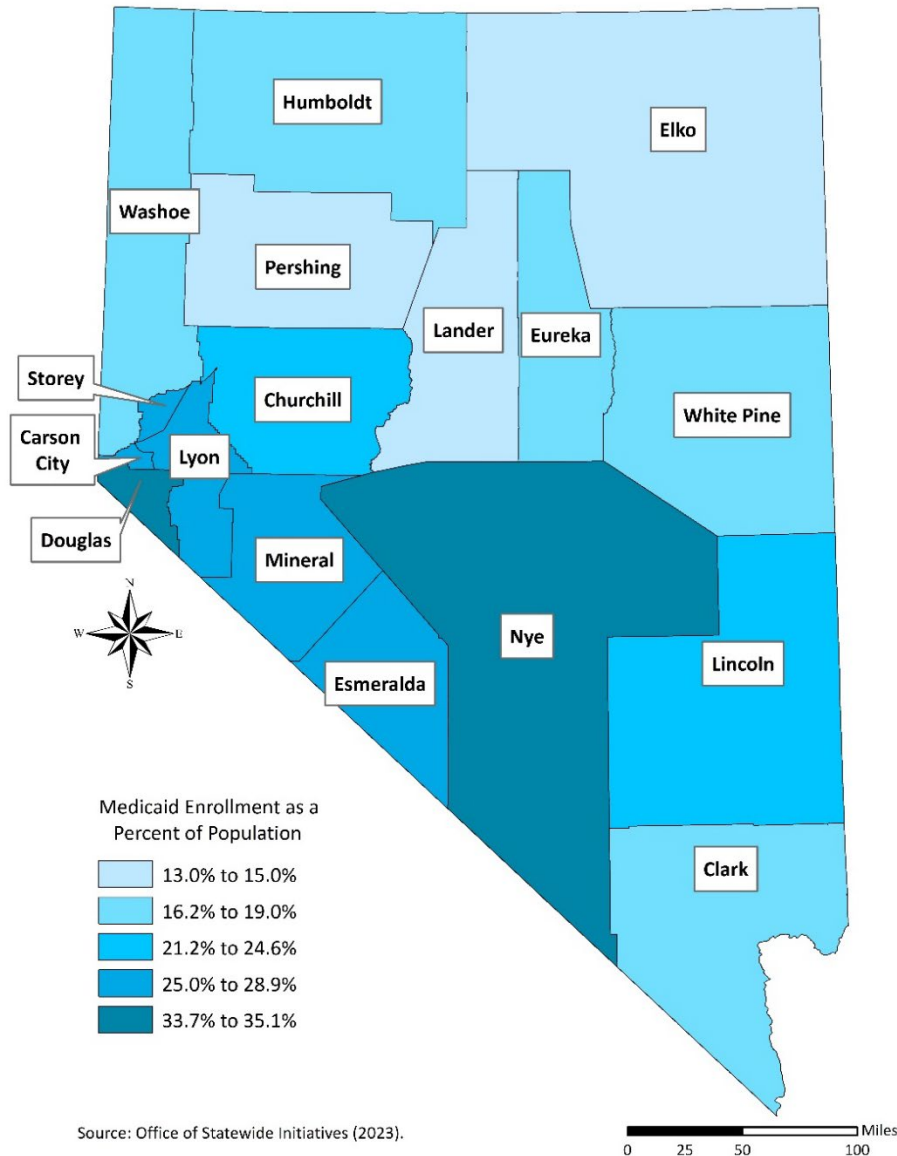 Humboldt
Elko
Washoe
Pershing
Lander
Eureka
Storey
Churchill
White Pine
Carson
City
Lyon
Douglas
Mineral
N
W
E
S
Nye
Lincoln
Esmeralda
Medicaid Enrollment as a
Percent of Population
13.0% to 15.0%
16.2% to 19.0%
21.2% to 24.6%
25.0% to 28.9%
33.7% to 35.1%
Clark
Source: Office of Statewide Initiatives (2023).
Miles
0 25 50 100